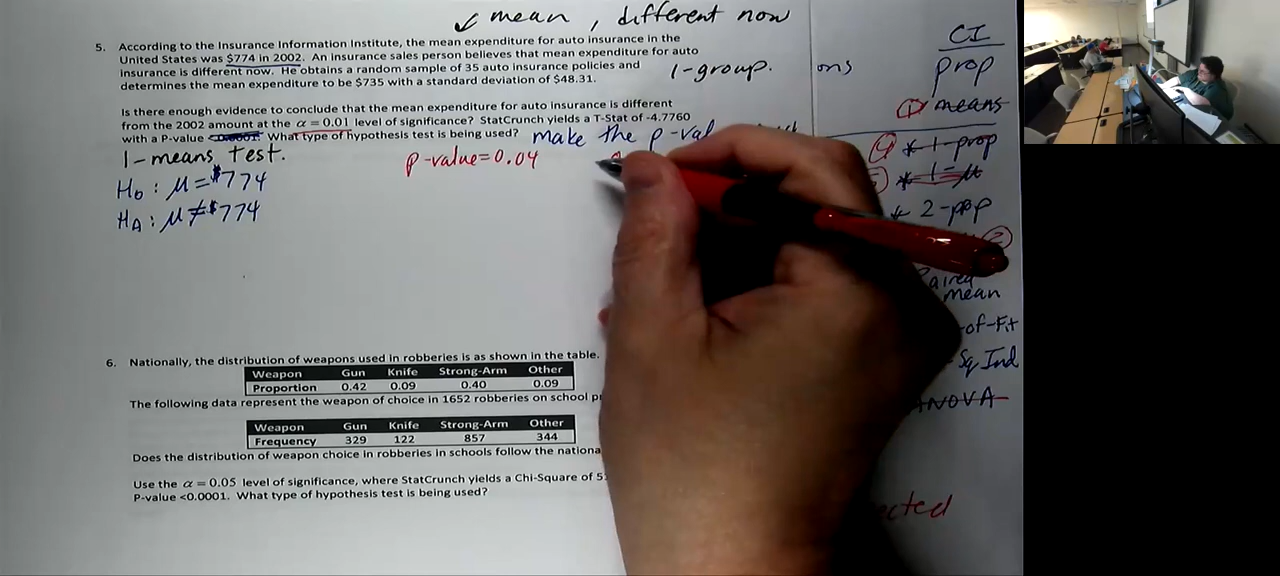 ↙ mean, different now
5. According to the Insurance Information Institute, the mean expenditure for auto insurance in the
United States was $774 in 2002. An insurance sales person believes that mean expenditure for auto
insurance is different now. He obtains a random sample of 35 auto insurance policies and
determines the mean expenditure to be $735 with a standard deviation of $48.31.
1-group.
Is there enough evidence to conclude that the mean expenditure for auto insurance is different
from the 2002 amount at the α = 0.01 level of significance? StatCrunch yields a T-Stat of -4.7760
with a P-value What type of hypothesis test is being used? make the p-val
1-means test.
p-value=0.04
H0: μ=$774
HA: μ≠$774
6. Nationally, the distribution of weapons used in robberies is as shown in the table.
Weapon Gun Knife Strong-Arm Other
Proportion 0.42 0.09 0.40 0.09
The following data represent the weapon of choice in 1652 robberies on school
Weapon Gun Knife Strong-Arm Other
Frequency 329 122 857 344
Does the distribution of weapon choice in robberies in schools follow the
Use the α = 0.05 level of significance, where StatCrunch yields a Chi-Square of
P-value <0.0001. What type of hypothesis test is being used?
CI
ons prop
① means
④ * 1-prop
* 1-μ
* 2-prop
Paired
mean
-of-Fit
Sq Ind
ANOVA
ected